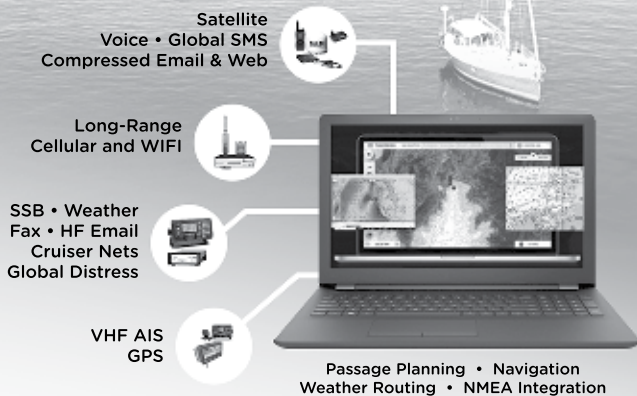 Satellite
Voice • Global SMS
Compressed Email & Web
Long-Range
Cellular and WIFI
SSB • Weather
Fax • HF Email
Cruiser Nets
Global Distress
VHF AIS
GPS
Passage Planning • Navigation
Weather Routing • NMEA Integration